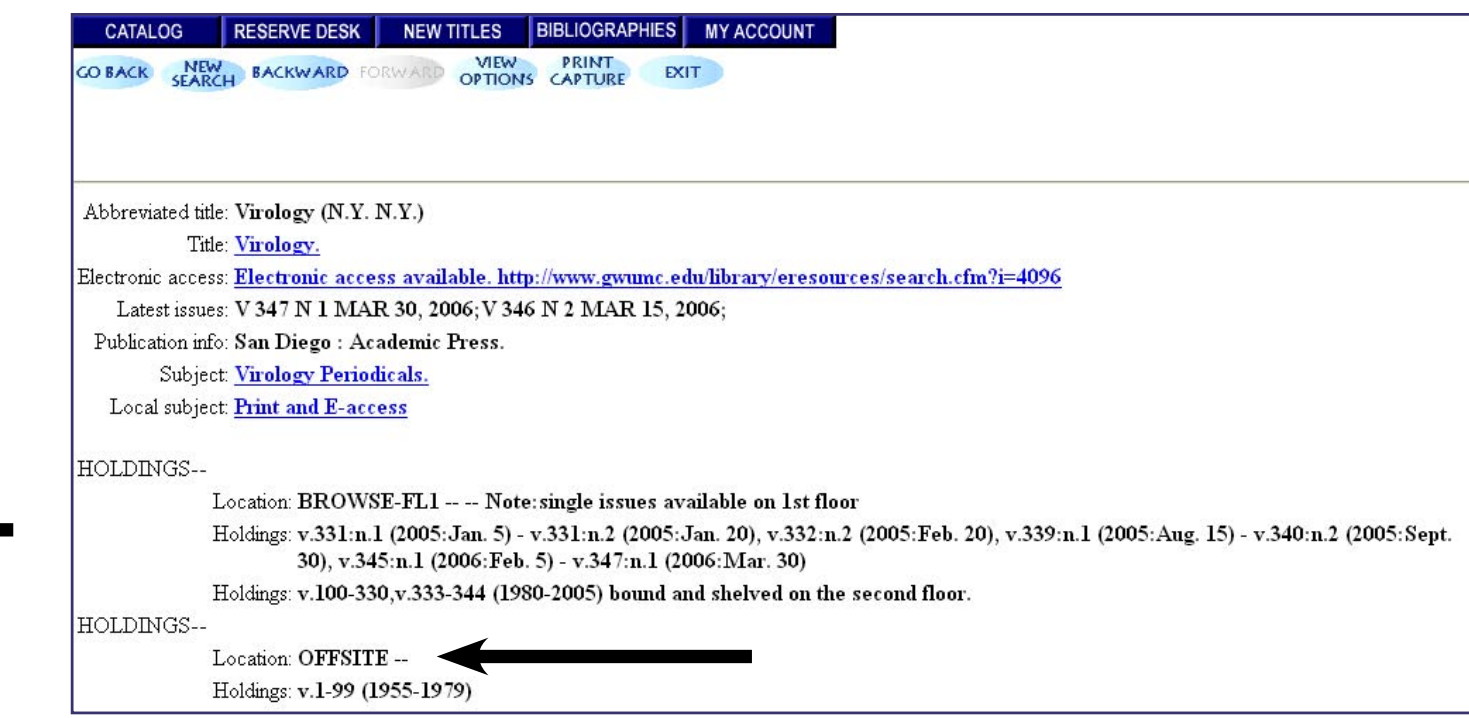 CATALOG RESERVE DESK NEW TITLES BIBLIOGRAPHIES MY ACCOUNT
GO BACK NEW SEARCH BACKWARD FORWARD VIEW OPTIONS PRINT CAPTURE EXIT
Abbreviated title: Virology (N.Y. N.Y.)
Title: Virology.
Electronic access: Electronic access available. http://www.gwumc.edu/library/eresources/search.cfm?i=4096
Latest issues: V 347 N 1 MAR 30, 2006; V 346 N 2 MAR 15, 2006;
Publication info: San Diego : Academic Press.
Subject: Virology Periodicals.
Local subject: Print and E-access
HOLDINGS--
Location: BROWSE-FL1 -- -- Note: single issues available on 1st floor
Holdings: v.331:n.1 (2005:Jan. 5) - v.331:n.2 (2005:Jan. 20), v.332:n.2 (2005:Feb. 20), v.339:n.1 (2005:Aug. 15) - v.340:n.2 (2005:Sept.
30), v.345:n.1 (2006:Feb. 5) - v.347:n.1 (2006:Mar. 30)
Holdings: v.100-330,v.333-344 (1980-2005) bound and shelved on the second floor.
HOLDINGS--
Location: OFFSITE --
Holdings: v.1-99 (1955-1979)